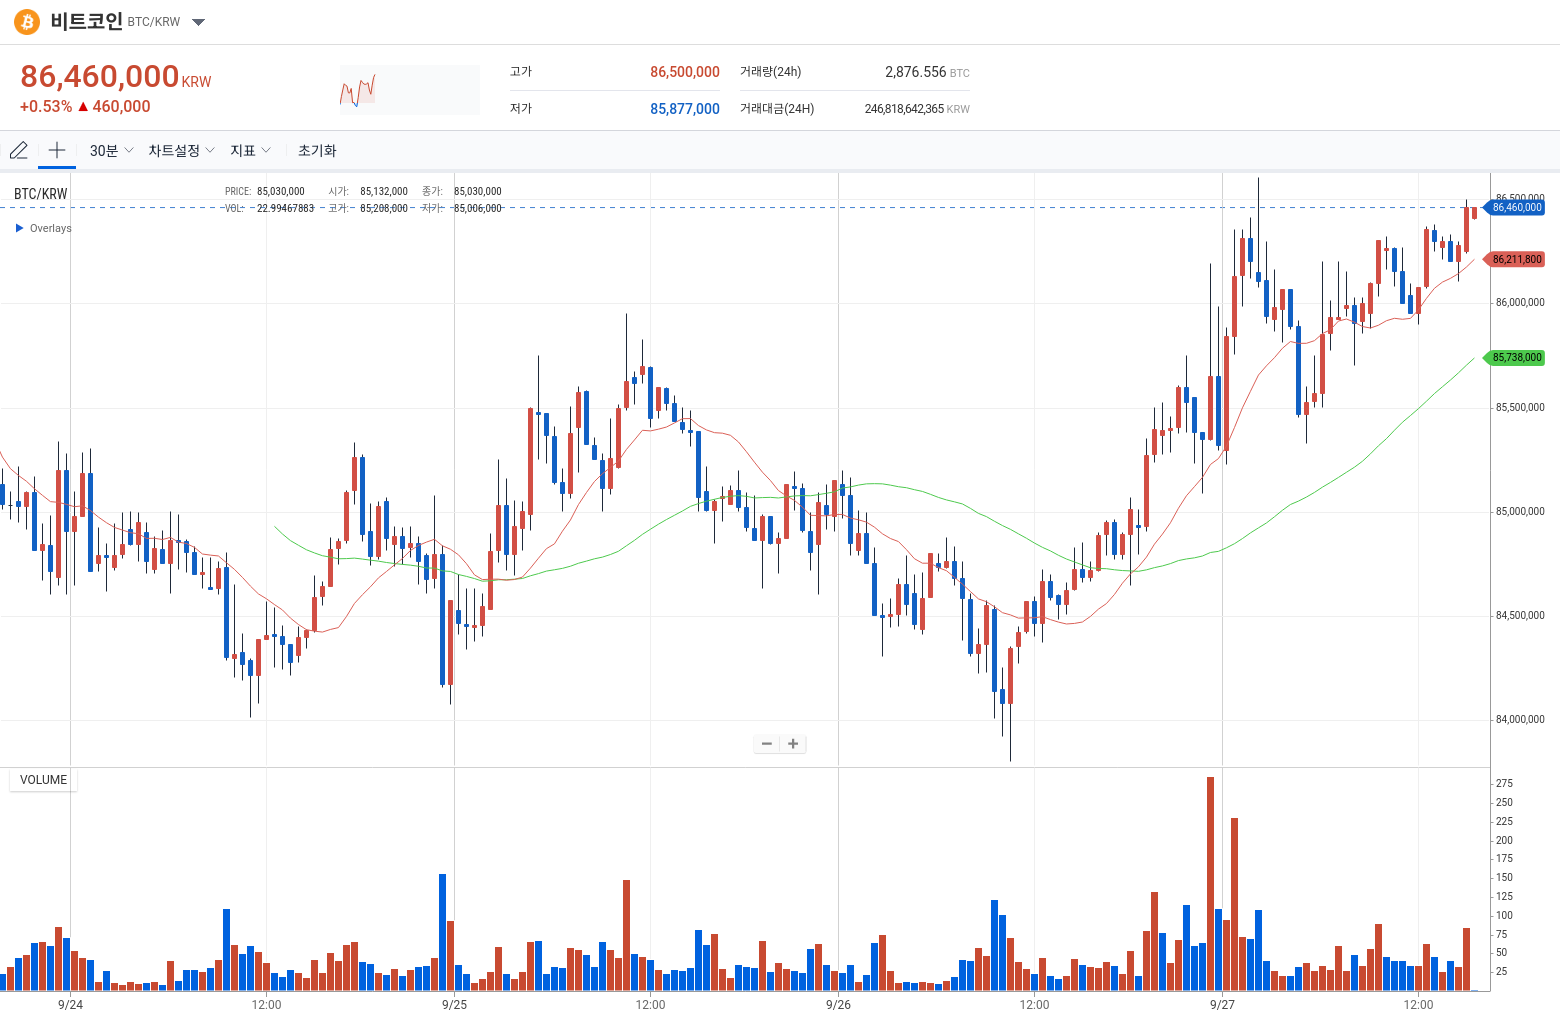 비트코인 BTC/KRW
86,460,000 KRW
+0.53% ▲ 460,000
고가 86,500,000
저가 85,877,000
거래량(24h) 2,876.556 BTC
거래대금(24H) 246,818,642,365 KRW
30분 차트설정 지표 초기화
BTC/KRW
PRICE: 85,030,000 시가: 85,132,000 종가: 85,030,000
VOL: 22.99467883 고가: 85,208,000 저가: 85,006,000
Overlays
86,500,000
86,460,000
86,211,800
86,000,000
85,738,000
85,500,000
85,000,000
84,500,000
84,000,000
VOLUME
275
250
225
200
175
150
125
100
75
50
25
9/24 12:00 9/25 12:00 9/26 12:00 9/27 12:00